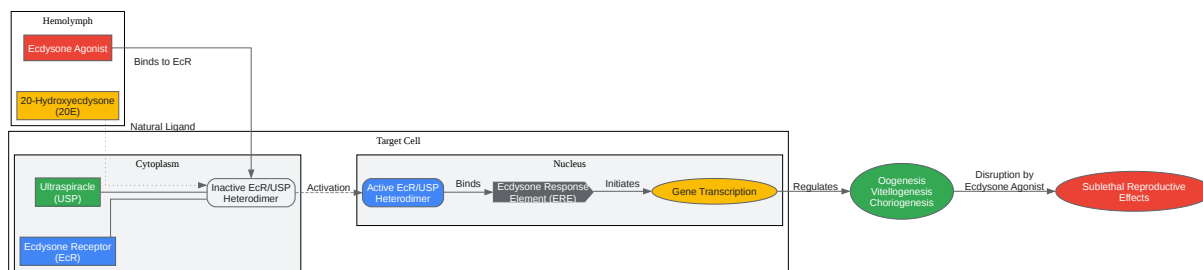 Hemolymph
Ecdysone Agonist
Binds to EcR
20-Hydroxyecdysone
(20E)
Natural Ligand
Target Cell
Cytoplasm
Nucleus
Ultraspiracle
(USP)
Inactive EcR/USP
Heterodimer
Activation
Active EcR/USP
Heterodimer
Binds
Ecdysone Response
Element (ERE)
Initiates
Gene Transcription
Regulates
Oogenesis
Vitellogenesis
Choriogenesis
Disruption by
Ecdysone Agonist
Sublethal Reproductive
Effects
Ecdysone Receptor
(EcR)